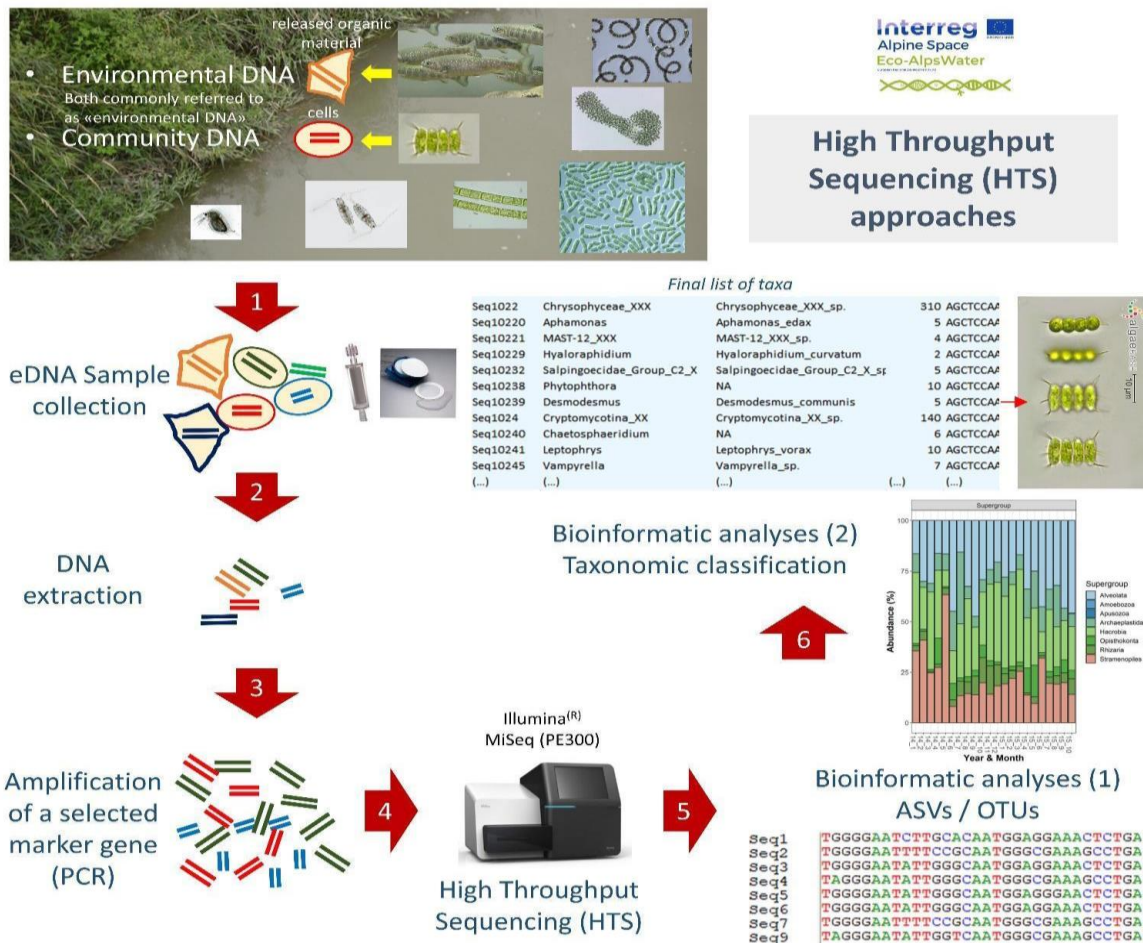 released organic
material
• Environmental DNA
Both commonly referred to
as «environmental DNA»
cells
• Community DNA
Interreg
Alpine Space
Eco-AlpsWater
High Throughput
Sequencing (HTS)
approaches
1
eDNA Sample
collection
2
DNA
extraction
3
Amplification
of a selected
marker gene
(PCR)
4
Illumina(R)
MiSeq (PE300)
High Throughput
Sequencing (HTS)
5
Bioinformatic analyses (1)
ASVs / OTUs
Seq1 TGGGGAATCTTGCACAATGGAGGAAACTCTGA
Seq2 TGGGGAATTTTCCGCAATGGGCGAAAGCCTGA
Seq3 TGGGGAATATTGGGCAATGGAGGAAACTCTGA
Seq4 TAGGGAATATTGGGCAATGGGCGAAAGCCTGA
Seq5 TGGGGAATATTGGGCAATGGAGGGAACTCTGA
Seq6 TGGGGAATATTGGGCAATGGAGGAAACTCTGA
Seq7 TGGGGAATTTTCCGCAATGGGCGAAAGCCTGA
Seq9 TAGGGAATATTGGTCAATGGGCGAAAGCCTGA
6
Bioinformatic analyses (2)
Taxonomic classification
Supergroup
100
75
50
25
0
Abundance (%)
Year & Month
Supergroup
Alveolata
Amoebozoa
Apusozoa
Archaeplastida
Hacrobia
Opisthokonta
Rhizaria
Stramenopiles
Final list of taxa
Seq1022 Chrysophyceae_XXX Chrysophyceae_XXX_sp. 310 AGCTCCAA
Seq10220 Aphamonas Aphamonas_edax 5 AGCTCCAA
Seq10221 MAST-12_XXX MAST-12_XXX_sp. 4 AGCTCCAA
Seq10229 Hyaloraphidium Hyaloraphidium_curvatum 2 AGCTCCAA
Seq10232 Salpingoecidae_Group_C2_X Salpingoecidae_Group_C2_X_sp 5 AGCTCCAA
Seq10238 Phytophthora NA 10 AGCTCCAA
Seq10239 Desmodesmus Desmodesmus_communis 5 AGCTCCAA
Seq1024 Cryptomycotina_XX Cryptomycotina_XX_sp. 140 AGCTCCAA
Seq10240 Chaetosphaeridium NA 6 AGCTCCAA
Seq10241 Leptophrys Leptophrys_vorax 10 AGCTCCAA
Seq10245 Vampyrella Vampyrella_sp. 7 AGCTCCAA
(...) (...) (...) (...) (...)
10 µm